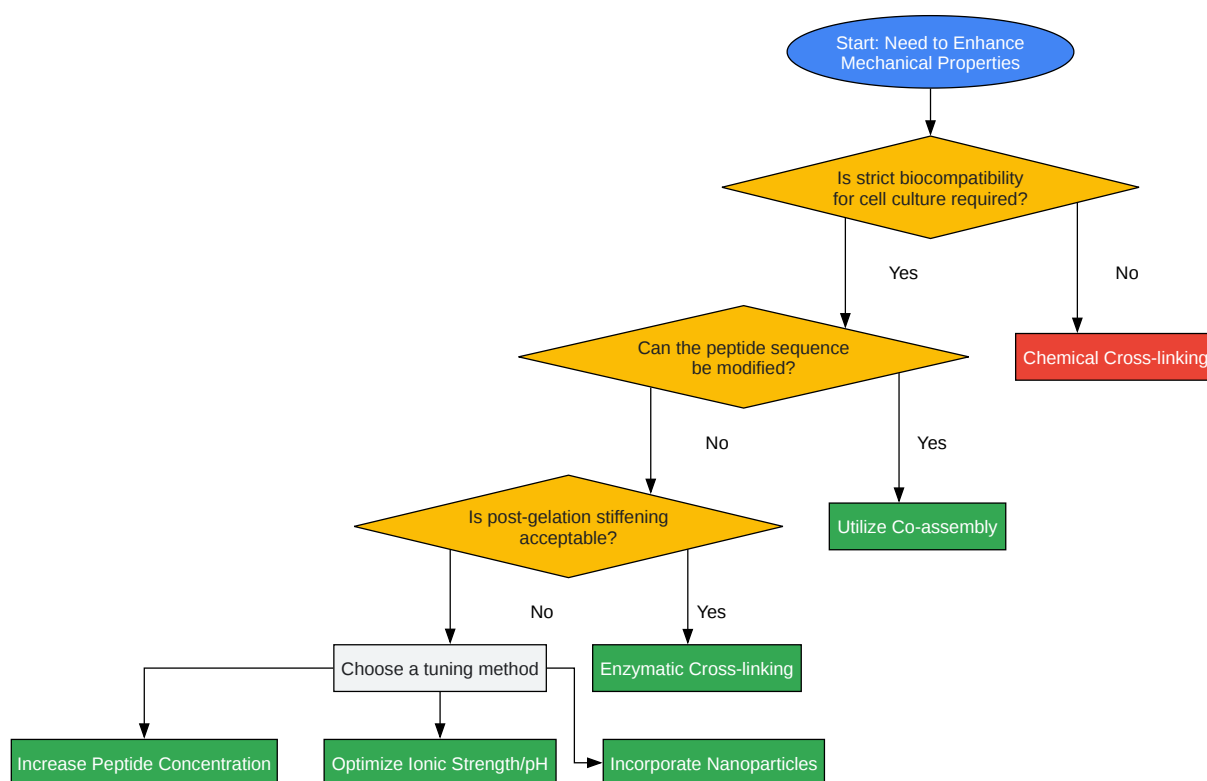 Start: Need to Enhance
Mechanical Properties
Is strict biocompatibility
for cell culture required?
Yes
No
Can the peptide sequence
be modified?
Chemical Cross-linking
No
Yes
Is post-gelation stiffening
acceptable?
Utilize Co-assembly
No
Yes
Choose a tuning method
Enzymatic Cross-linking
Increase Peptide Concentration
Optimize Ionic Strength/pH
Incorporate Nanoparticles